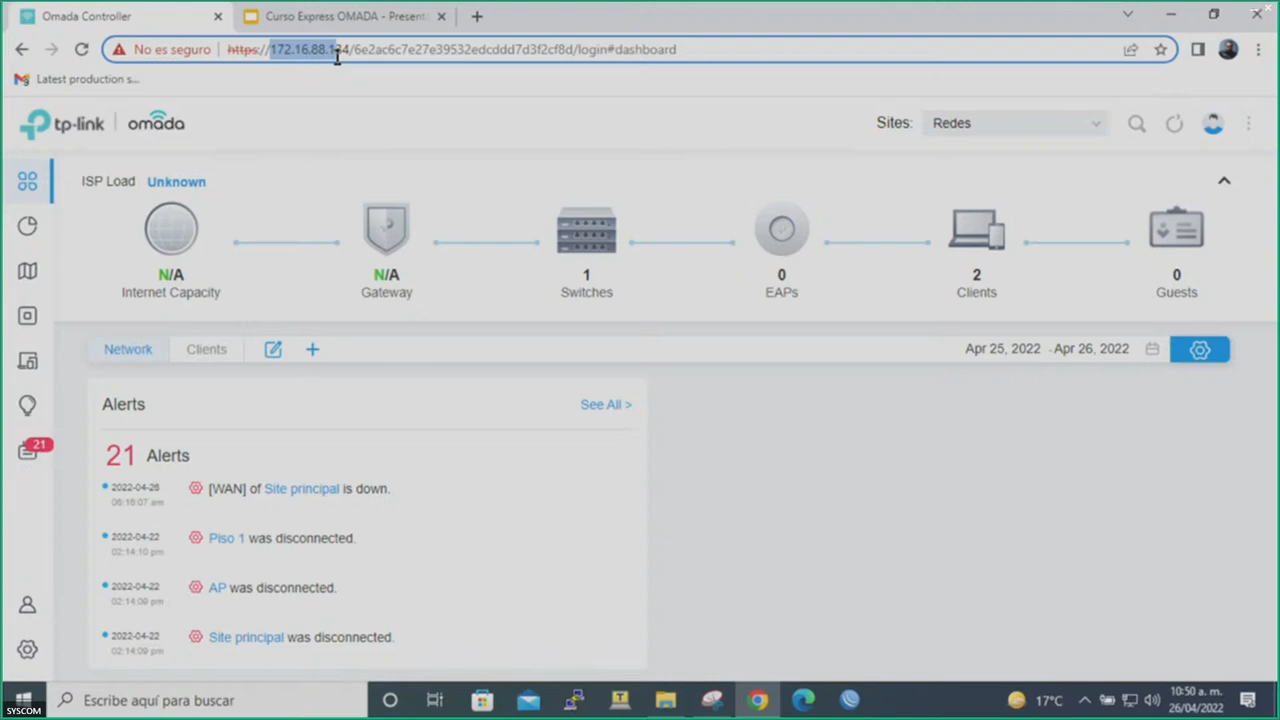 Omada Controller
Curso Express OMADA - Present
No es seguro
https://172.16.88.134/6e2ac6c7e27e39532edcddd7d3f2cf8d/login#dashboard
Latest production s...
tp-link omada
Sites: Redes
ISP Load Unknown
N/A
Internet Capacity
N/A
Gateway
1
Switches
0
EAPs
2
Clients
0
Guests
Network
Clients
Apr 25, 2022 - Apr 26, 2022
Alerts
See All >
21 Alerts
2022-04-26
06:16:07 am
[WAN] of Site principal is down.
2022-04-22
02:14:10 pm
Piso 1 was disconnected.
2022-04-22
02:14:09 pm
AP was disconnected.
2022-04-22
02:14:09 pm
Site principal was disconnected.
21
Escribe aquí para buscar
17°C
10:50 a. m.
26/04/2022
SYSCOM